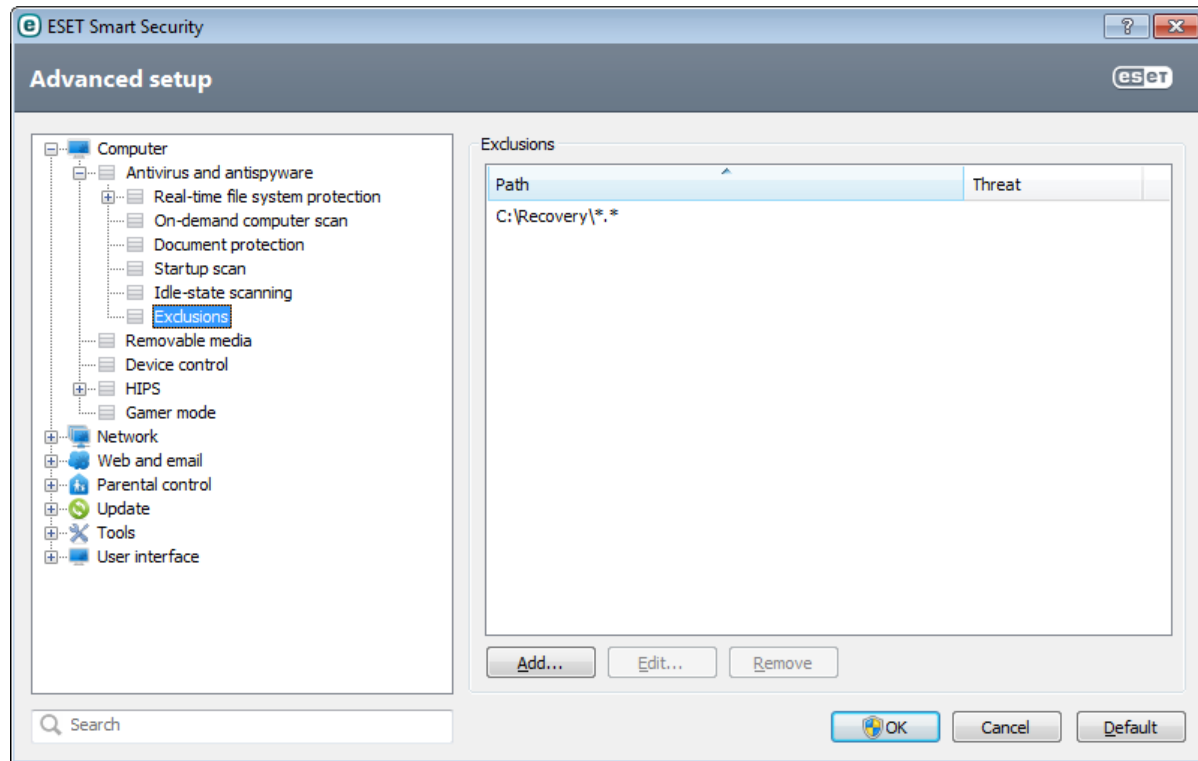 ESET Smart Security
Advanced setup
eset
Computer
Antivirus and antispyware
Real-time file system protection
On-demand computer scan
Document protection
Startup scan
Idle-state scanning
Exclusions
Removable media
Device control
HIPS
Gamer mode
Network
Web and email
Parental control
Update
Tools
User interface
Search
Exclusions
Path Threat
C:\Recovery\*.*
Add... Edit... Remove
OK Cancel Default